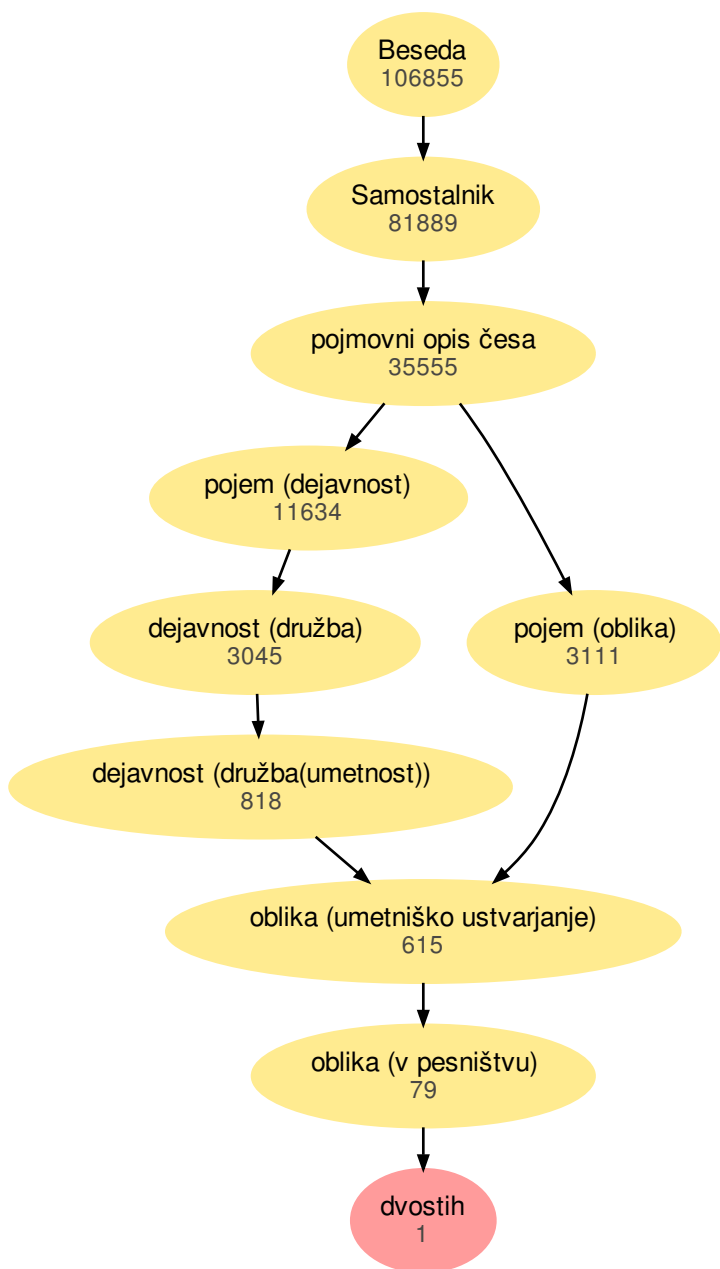 Beseda
106855
Samostalnik
81889
pojmovni opis česa
35555
pojem (dejavnost)
11634
dejavnost (družba)
3045
pojem (oblika)
3111
dejavnost (družba(umetnost))
818
oblika (umetniško ustvarjanje)
615
oblika (v pesništvu)
79
dvostih
1